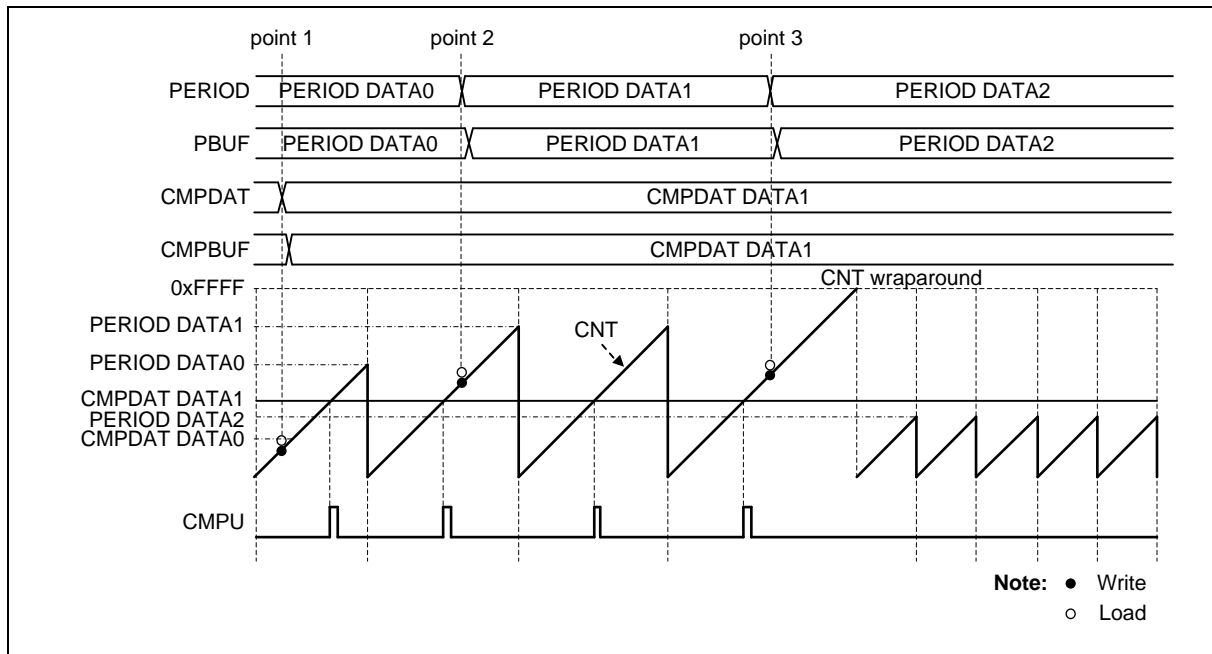 point 1 point 2 point 3
PERIOD PERIOD DATA0 PERIOD DATA1 PERIOD DATA2
PBUF PERIOD DATA0 PERIOD DATA1 PERIOD DATA2
CMPDAT CMPDAT DATA1
CMPBUF CMPDAT DATA1
0xFFFF CNT wraparound
PERIOD DATA1 CNT
PERIOD DATA0
CMPDAT DATA1
PERIOD DATA2
CMPDAT DATA0
CMPU
Note: ● Write
○ Load